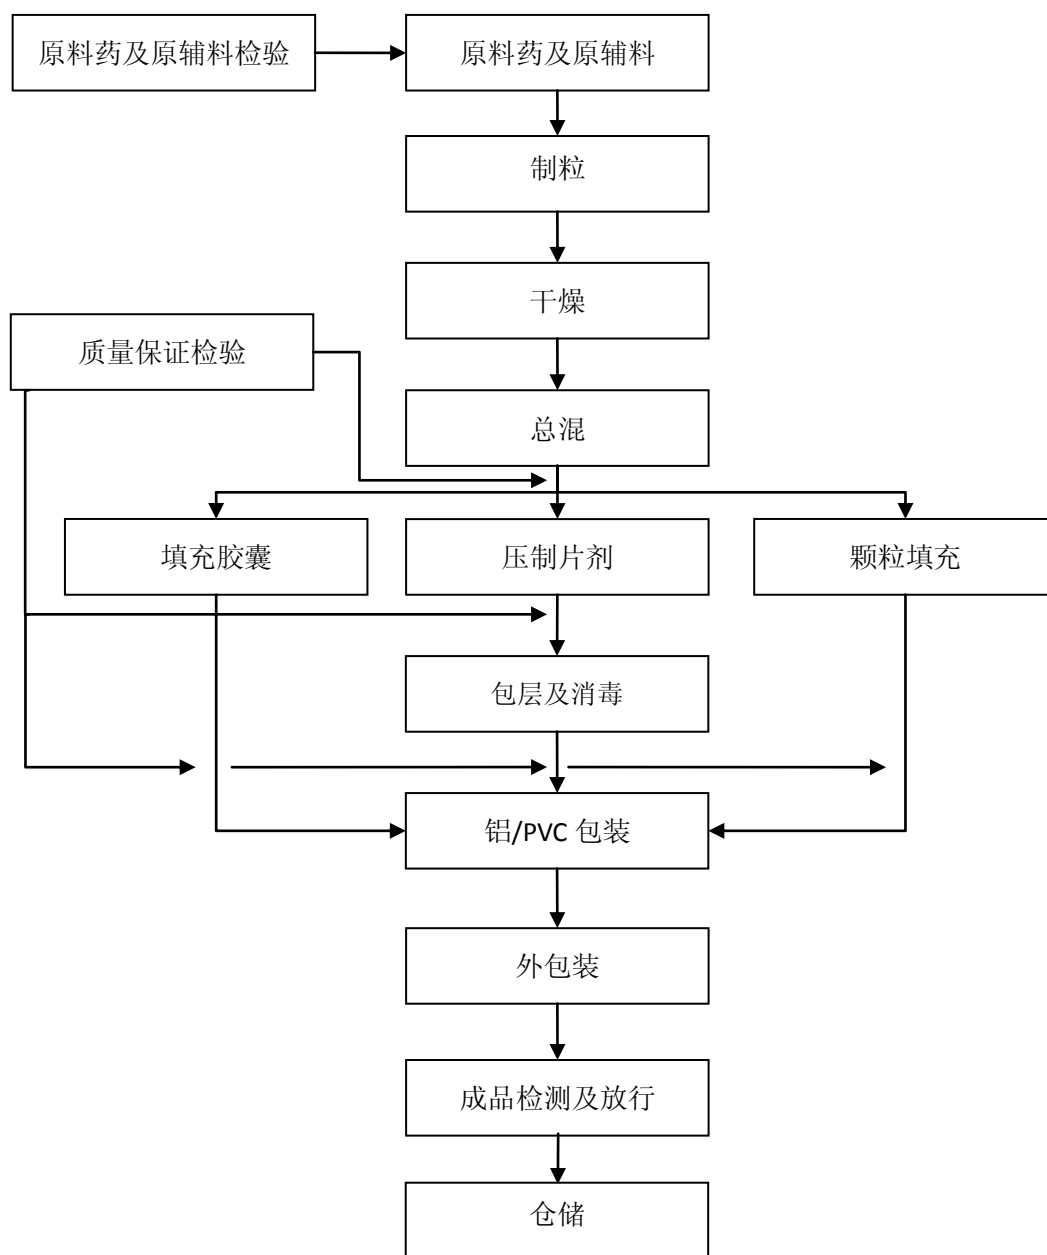 原料药及原辅料检验
原料药及原辅料
制粒
干燥
质量保证检验
总混
填充胶囊
压制片剂
颗粒填充
包层及消毒
铝/PVC 包装
外包装
成品检测及放行
仓储